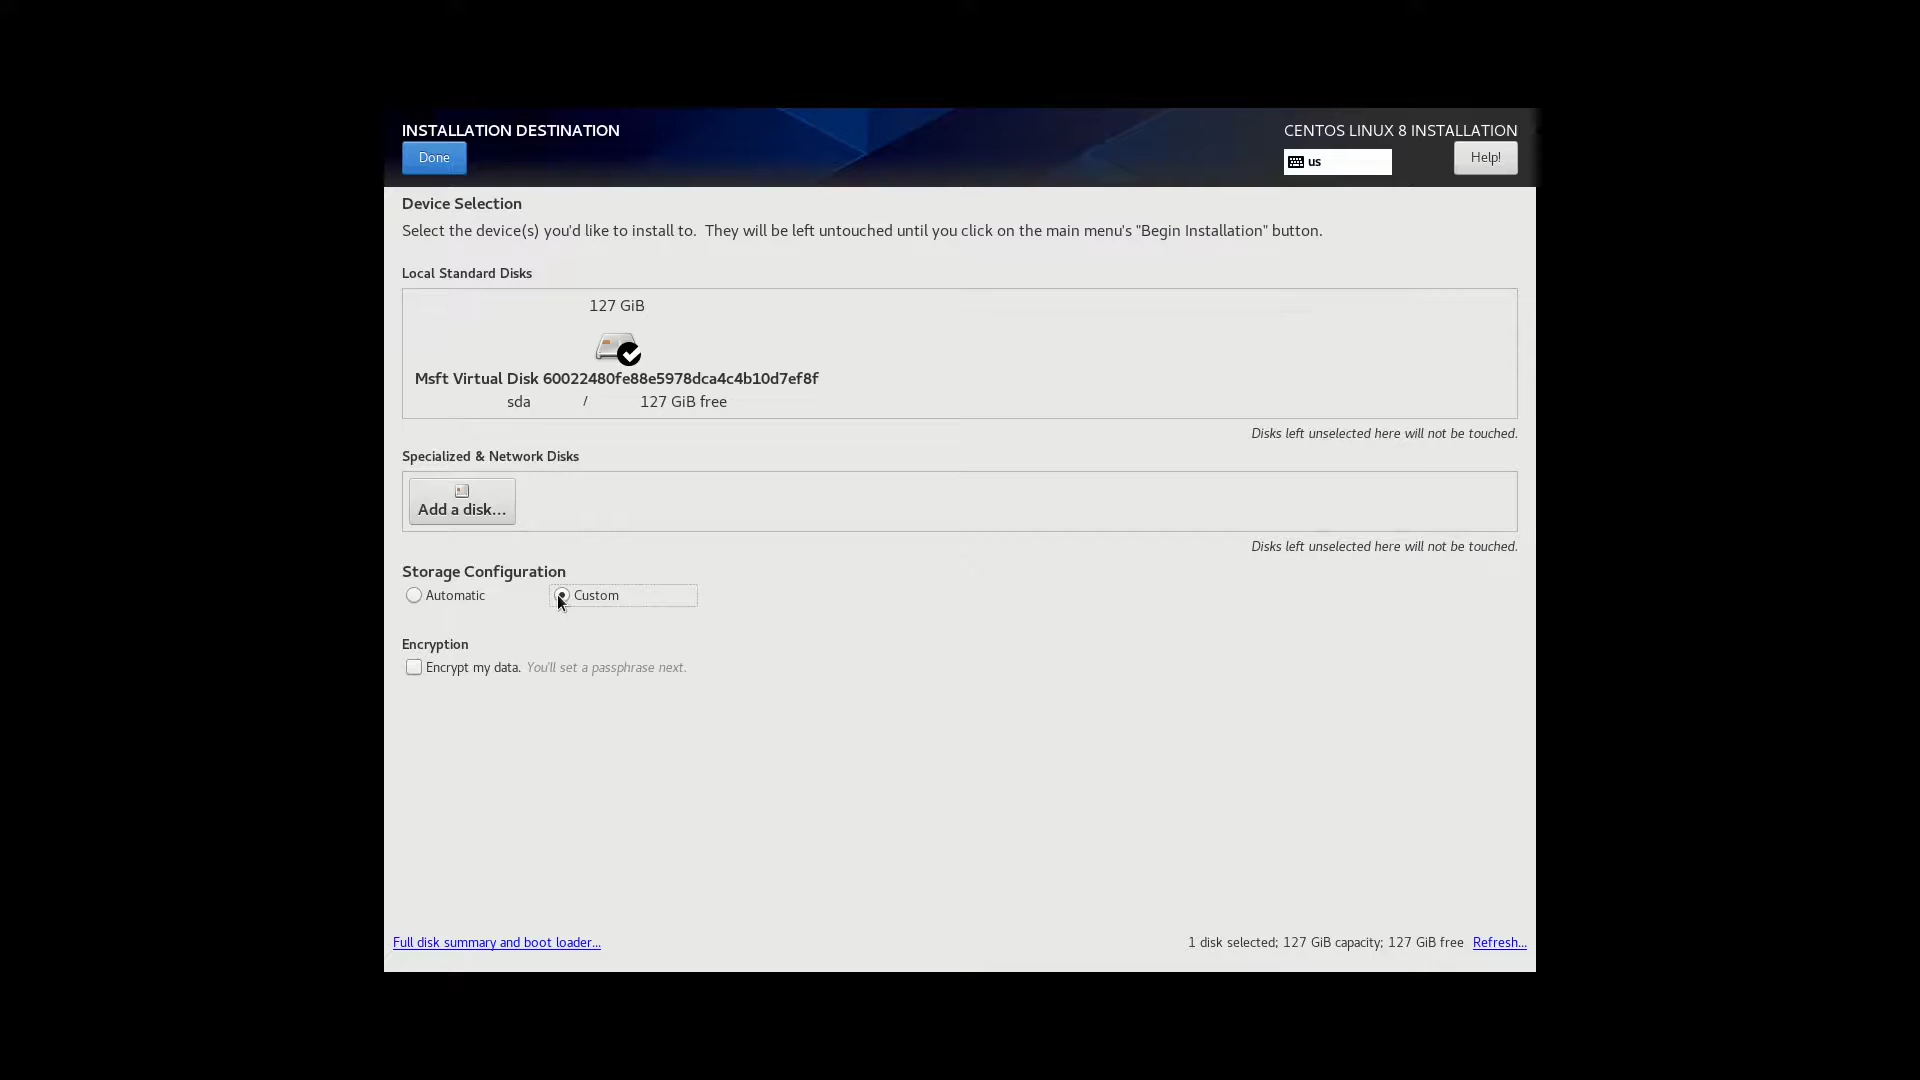 INSTALLATION DESTINATION
CENTOS LINUX 8 INSTALLATION
Done
us
Help!
Device Selection
Select the device(s) you'd like to install to.  They will be left untouched until you click on the main menu's "Begin Installation" button.
Local Standard Disks
127 GiB
Msft Virtual Disk 60022480fe88e5978dca4c4b10d7ef8f
sda / 127 GiB free
Disks left unselected here will not be touched.
Specialized & Network Disks
Add a disk...
Disks left unselected here will not be touched.
Storage Configuration
Automatic Custom
Encryption
Encrypt my data. You'll set a passphrase next.
Full disk summary and boot loader... 1 disk selected; 127 GiB capacity; 127 GiB free Refresh...